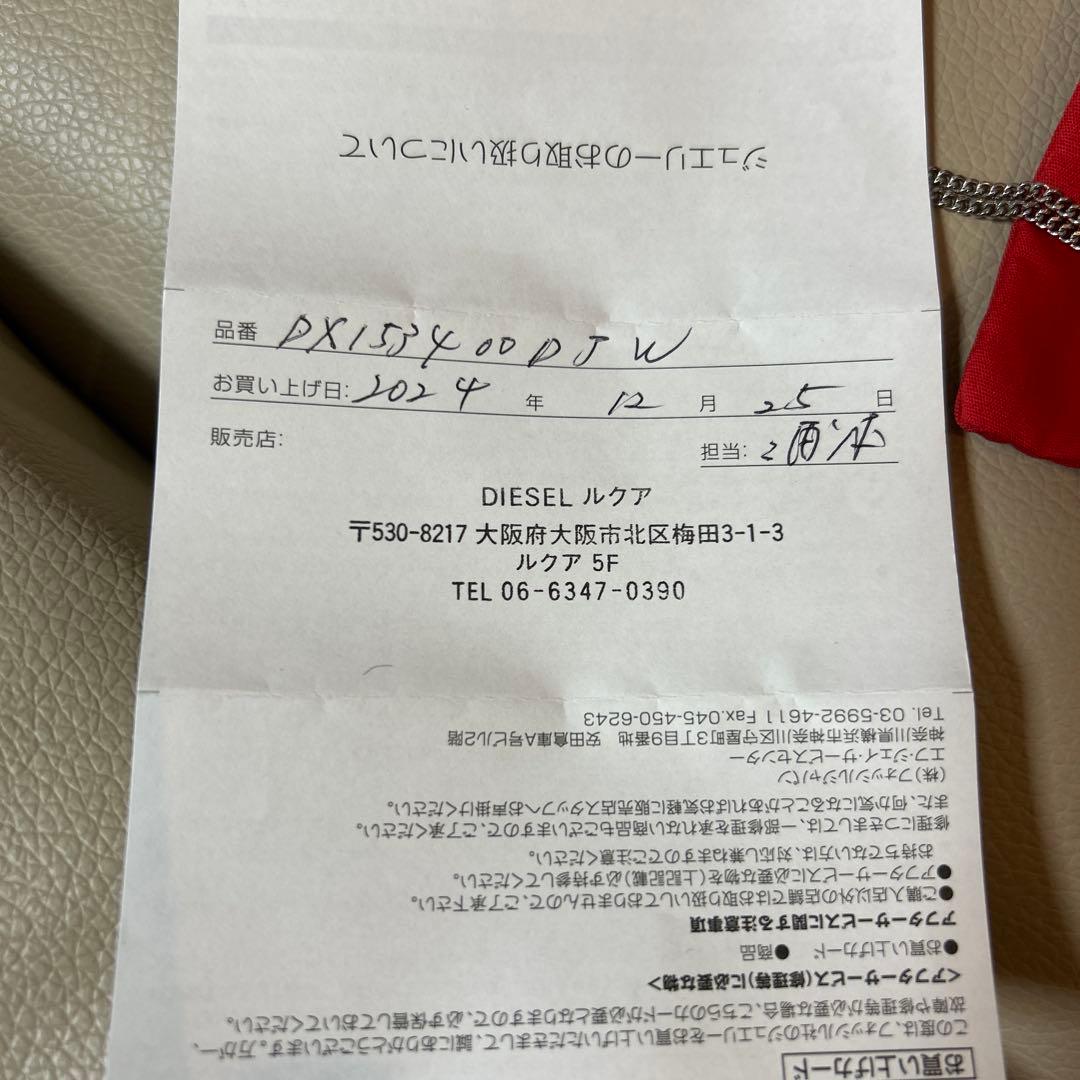 ジュエリーのお取り扱いについて
品番 DX153400DJW
お買い上げ日: 2024 年 12 月 25 日
販売店:
担当:
DIESEL ルクア
〒530-8217 大阪府大阪市北区梅田3-1-3
ルクア 5F
TEL 06-6347-0390
お買い上げカード
この度は、フォッシル社のジュエリーをお買い上げいただきまして、誠にありがとうございます。万が一、
故障や修理等が必要な場合、こちらのカードが必要となりますので、必ず保管しておいてください。
<アフターサービス(修理等)に必要な物>
●お買い上げカード ●商品
アフターサービスに関する注意事項
●ご購入店以外の店舗ではお取り扱いしておりませんので、ご了承下さい。
●アフターサービスに必要な物を(上記記載)必ず持参してください。
お持ちでない方は、対応し兼ねますのでご注意ください。
修理につきましては、一部修理を承れない商品もございますので、ご了承ください。
また、何か気になることがあればお気軽に販売店スタッフへお声掛けください。
(株)フォッシルジャパン
エフ・ジェイ・サービスセンター
神奈川県横浜市神奈川区守屋町3丁目9番地 安田倉庫A号ビル2階
Tel. 03-5992-4611 Fax.045-450-6243